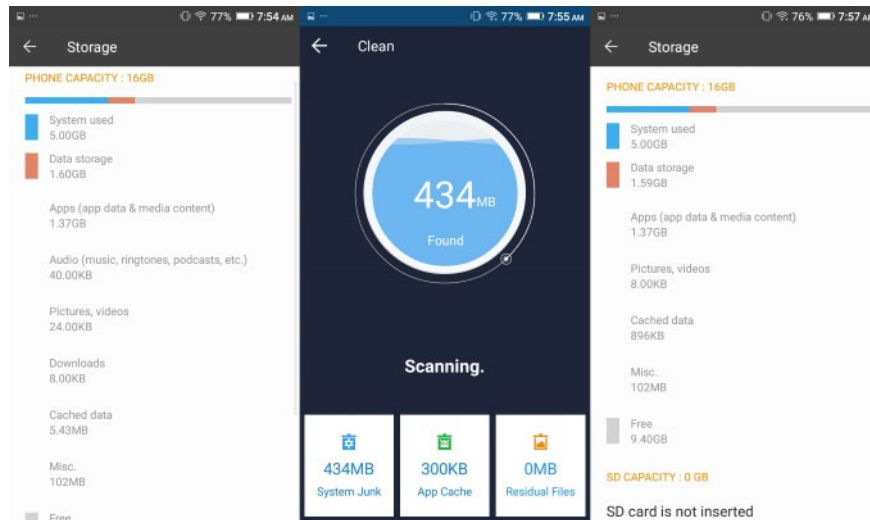 77% 7:54 AM
Storage
PHONE CAPACITY : 16GB
System used
5.00GB
Data storage
1.60GB
Apps (app data & media content)
1.37GB
Audio (music, ringtones, podcasts, etc.)
40.00KB
Pictures, videos
24.00KB
Downloads
8.00KB
Cached data
5.43MB
Misc.
102MB
Free
77% 7:55 AM
Clean
434MB
Found
Scanning.
434MB
System Junk
300KB
App Cache
0MB
Residual Files
76% 7:57 AM
Storage
PHONE CAPACITY : 16GB
System used
5.00GB
Data storage
1.59GB
Apps (app data & media content)
1.37GB
Pictures, videos
8.00KB
Cached data
896KB
Misc.
102MB
Free
9.40GB
SD CAPACITY : 0 GB
SD card is not inserted